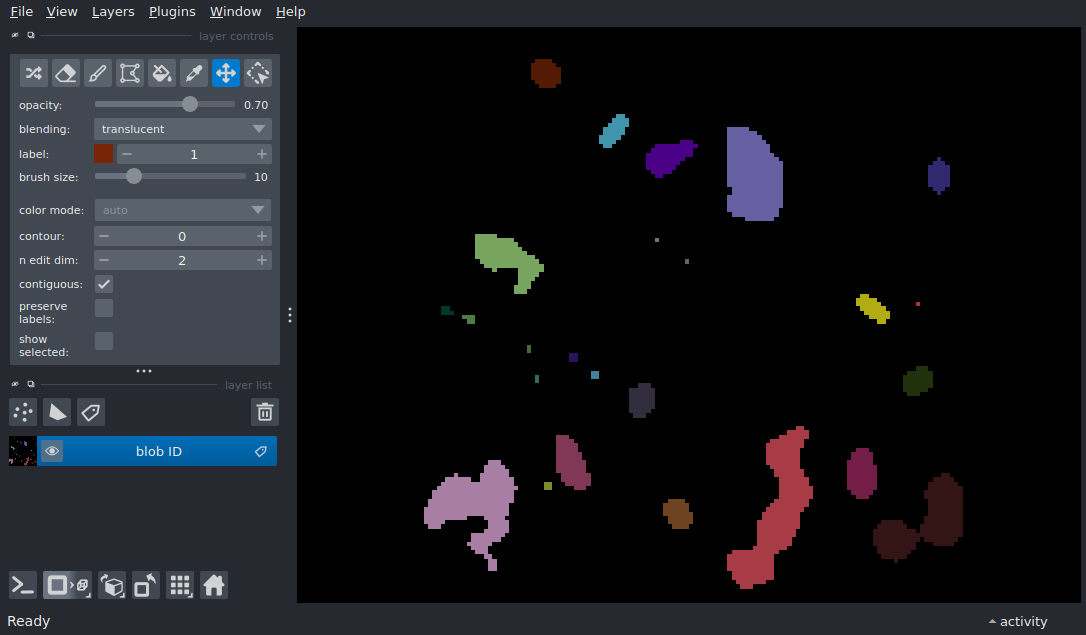 File View Layers Plugins Window Help
layer controls
opacity: 0.70
blending: translucent
label: 1
brush size: 10
color mode: auto
contour: 0
n edit dim: 2
contiguous:
preserve
labels:
show
selected:
layer list
blob ID
Ready
activity